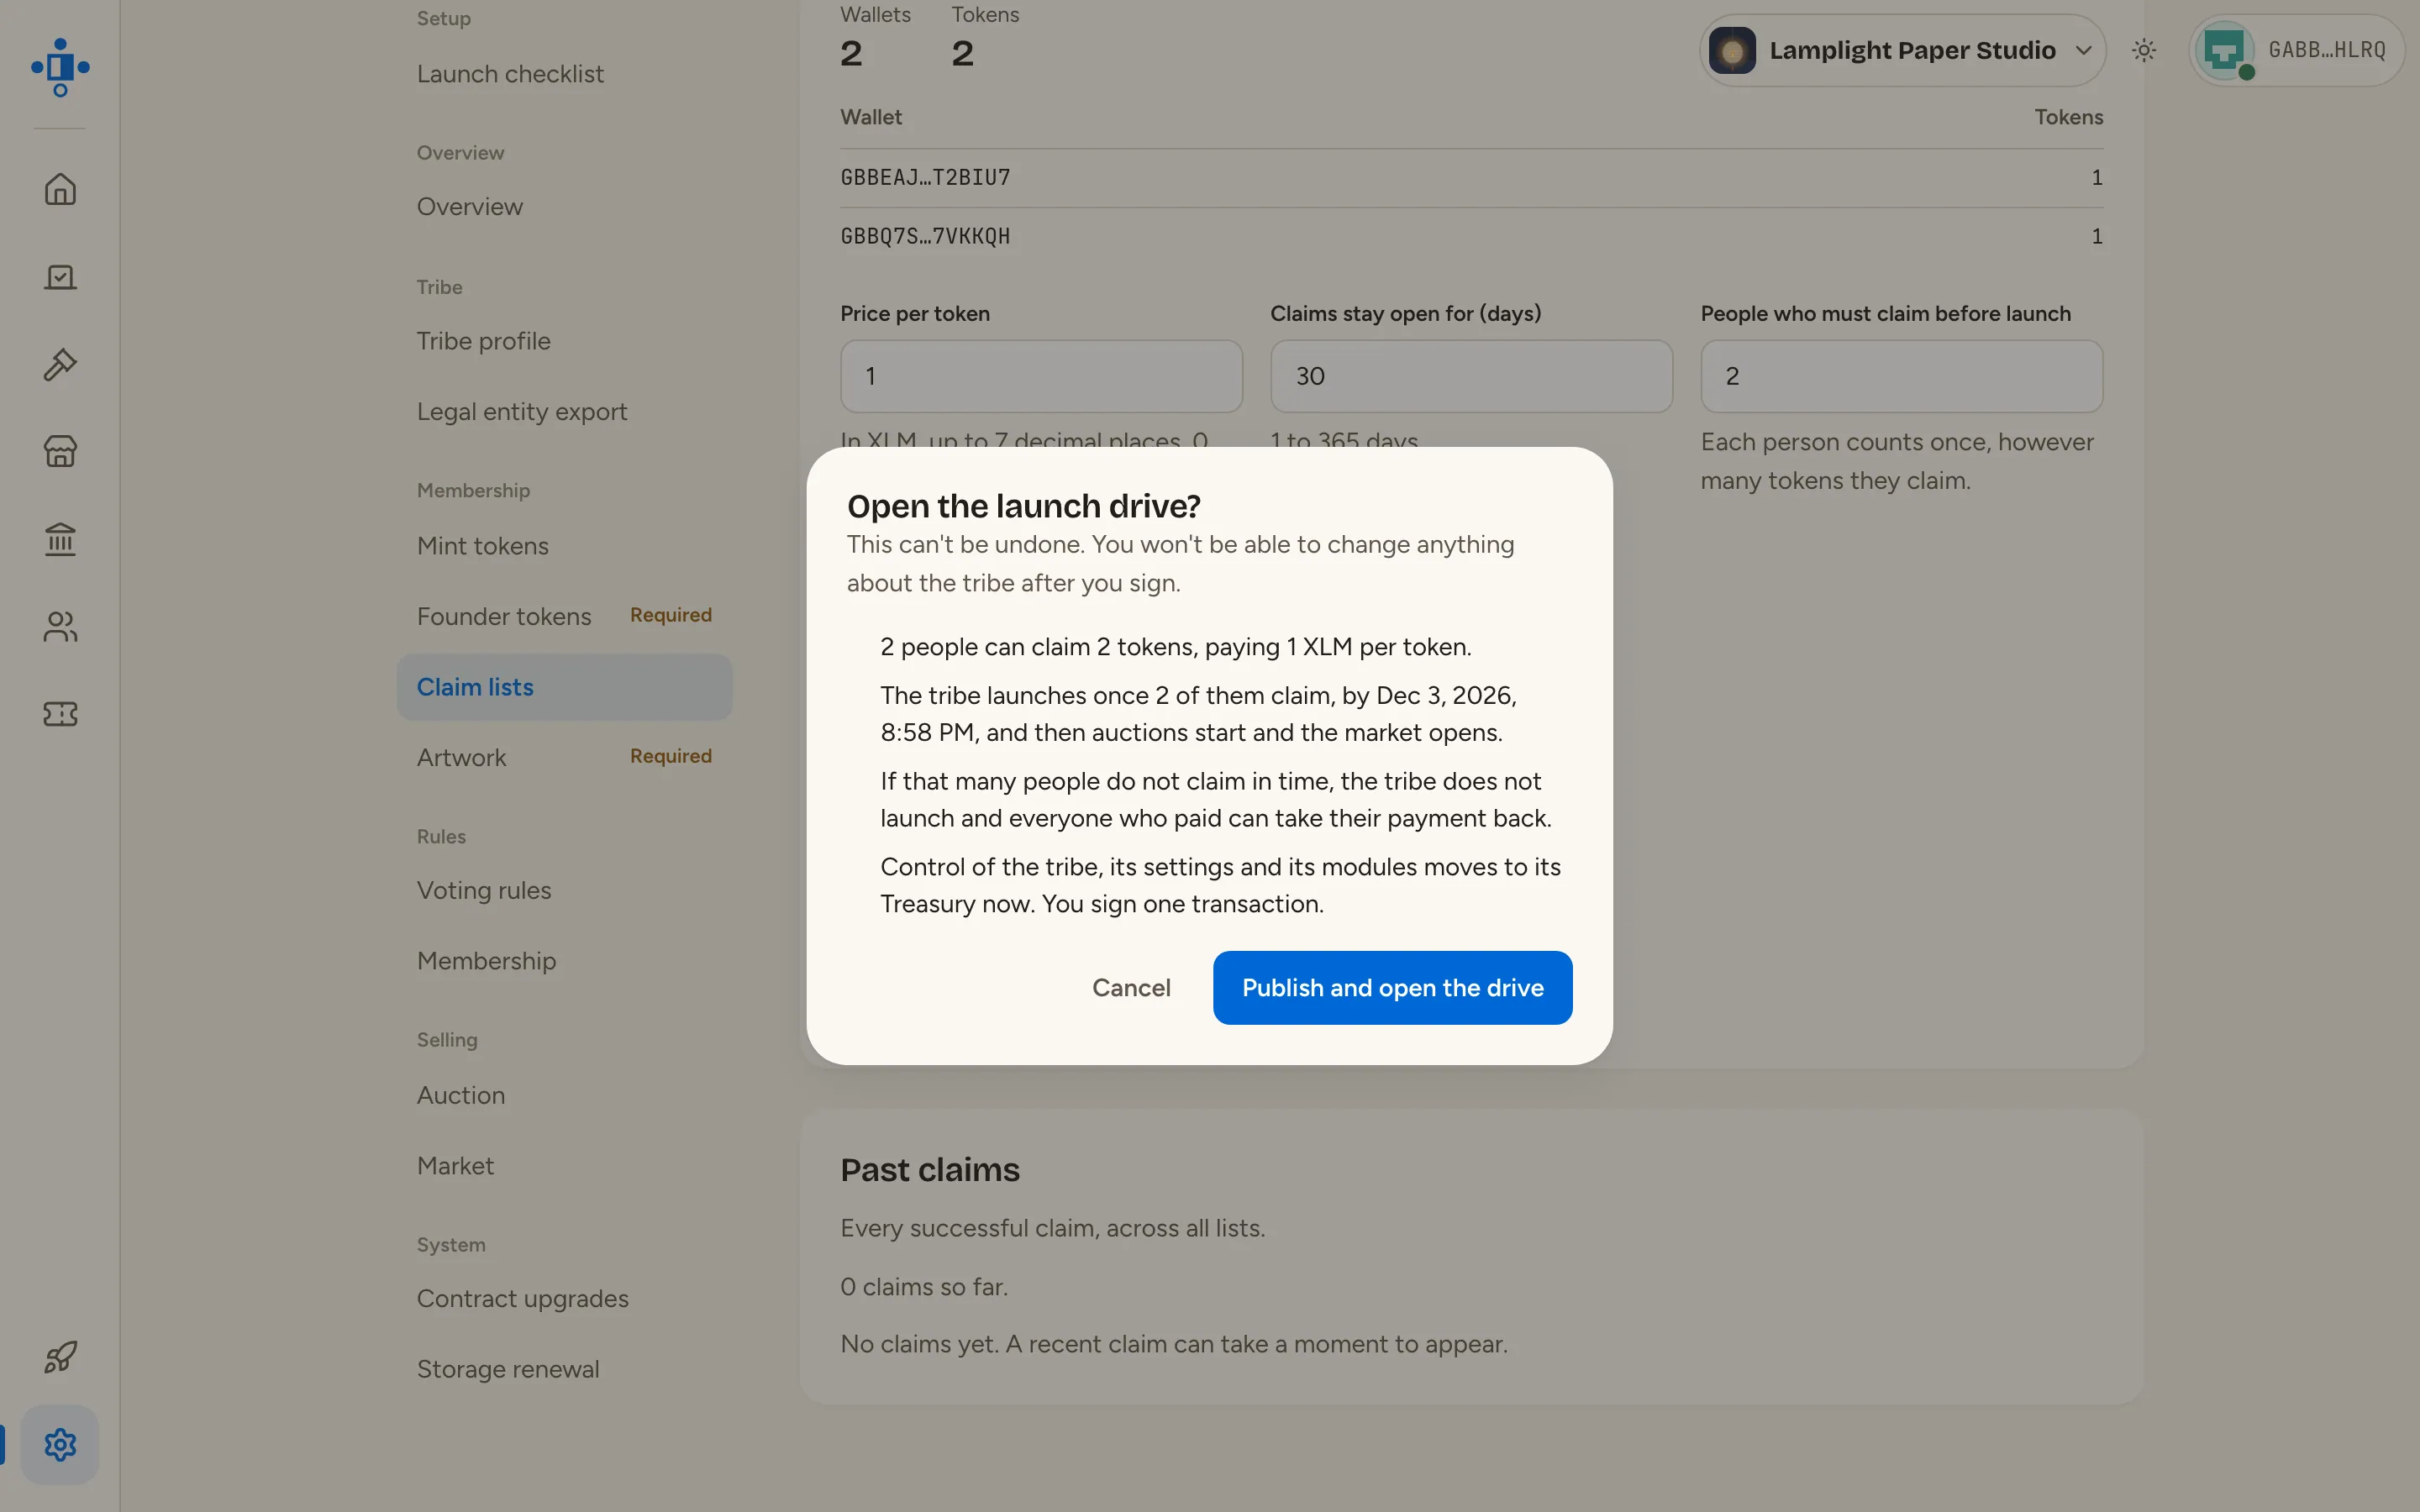 Setup
Launch checklist
Overview
Overview
Tribe
Tribe profile
Legal entity export
Membership
Mint tokens
Founder tokens Required
Claim lists
Artwork Required
Rules
Voting rules
Membership
Selling
Auction
Market
System
Contract upgrades
Storage renewal
Lamplight Paper Studio
GABB…HLRQ
Wallets Tokens
2 2
Wallet Tokens
GBBEAJ…T2BIU7 1
GBBQ7S…7VKKQH 1
Price per token Claims stay open for (days) People who must claim before launch
1 30 2
In XLM, up to 7 decimal places. 0 1 to 365 days Each person counts once, however
many tokens they claim.
Open the launch drive?
This can't be undone. You won't be able to change anything
about the tribe after you sign.
2 people can claim 2 tokens, paying 1 XLM per token.
The tribe launches once 2 of them claim, by Dec 3, 2026,
8:58 PM, and then auctions start and the market opens.
If that many people do not claim in time, the tribe does not
launch and everyone who paid can take their payment back.
Control of the tribe, its settings and its modules moves to its
Treasury now. You sign one transaction.
Cancel Publish and open the drive
Past claims
Every successful claim, across all lists.
0 claims so far.
No claims yet. A recent claim can take a moment to appear.